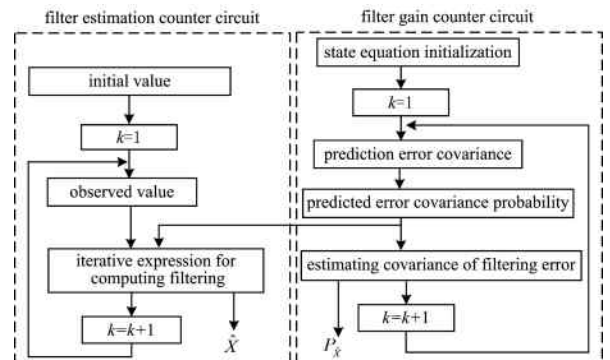 filter estimation counter circuit
filter gain counter circuit
initial value
k=1
observed value
iterative expression for
computing filtering
k=k+1
X̂
state equation initialization
k=1
prediction error covariance
predicted error covariance probability
estimating covariance of filtering error
k=k+1
P_X̂